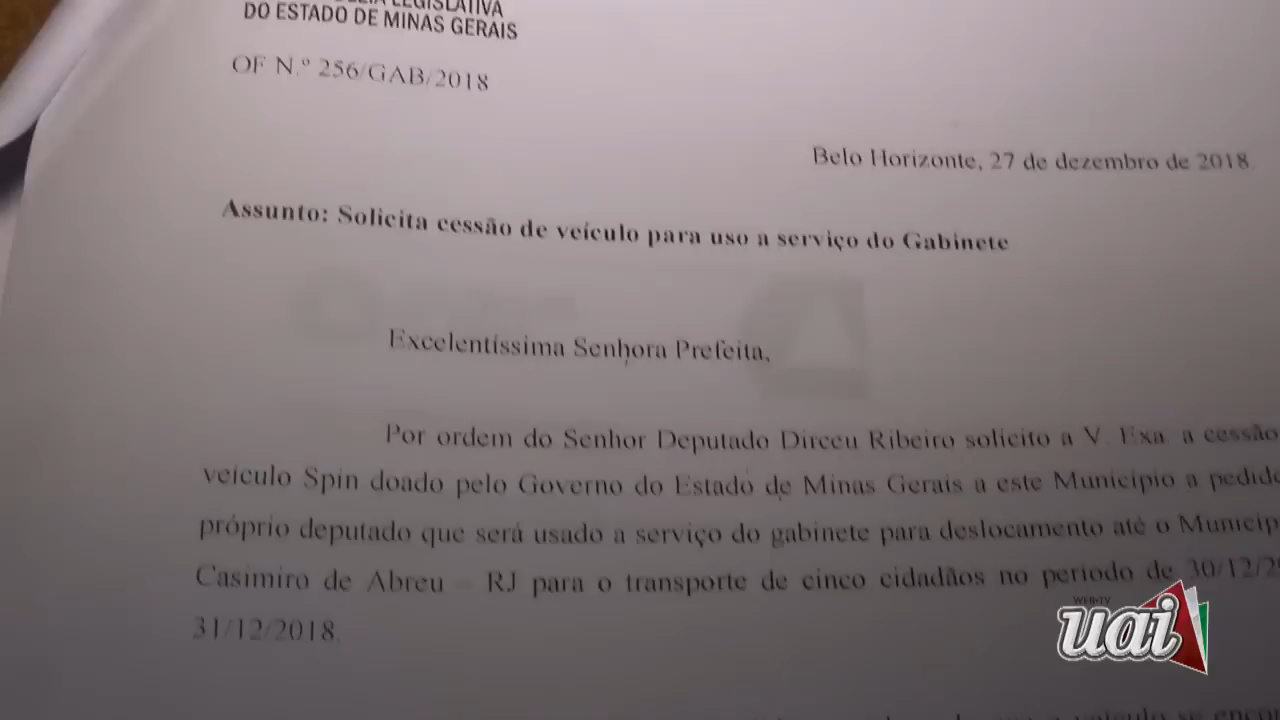 LEGISLATIVA
DO ESTADO DE MINAS GERAIS
OF N.º 256/GAB/2018
Belo Horizonte, 27 de dezembro de 2018
Assunto: Solicita cessão de veículo para uso a serviço do Gabinete
Excelentíssima Senhora Prefeita,
Por ordem do Senhor Deputado Dirceu Ribeiro solicito a V. Exa. a cessão
veículo Spin doado pelo Governo do Estado de Minas Gerais a este Município a
próprio deputado que será usado a serviço do gabinete para deslocamento até o
Casimiro de Abreu – RJ para o transporte de cinco cidadãos no período de
31/12/2018.
WEB-TV
uai